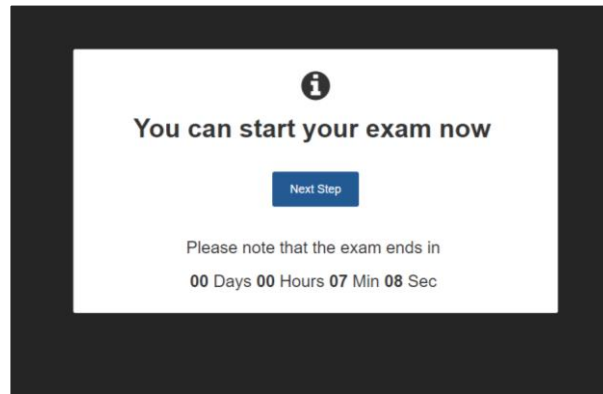 You can start your exam now
Next Step
Please note that the exam ends in
00 Days 00 Hours 07 Min 08 Sec